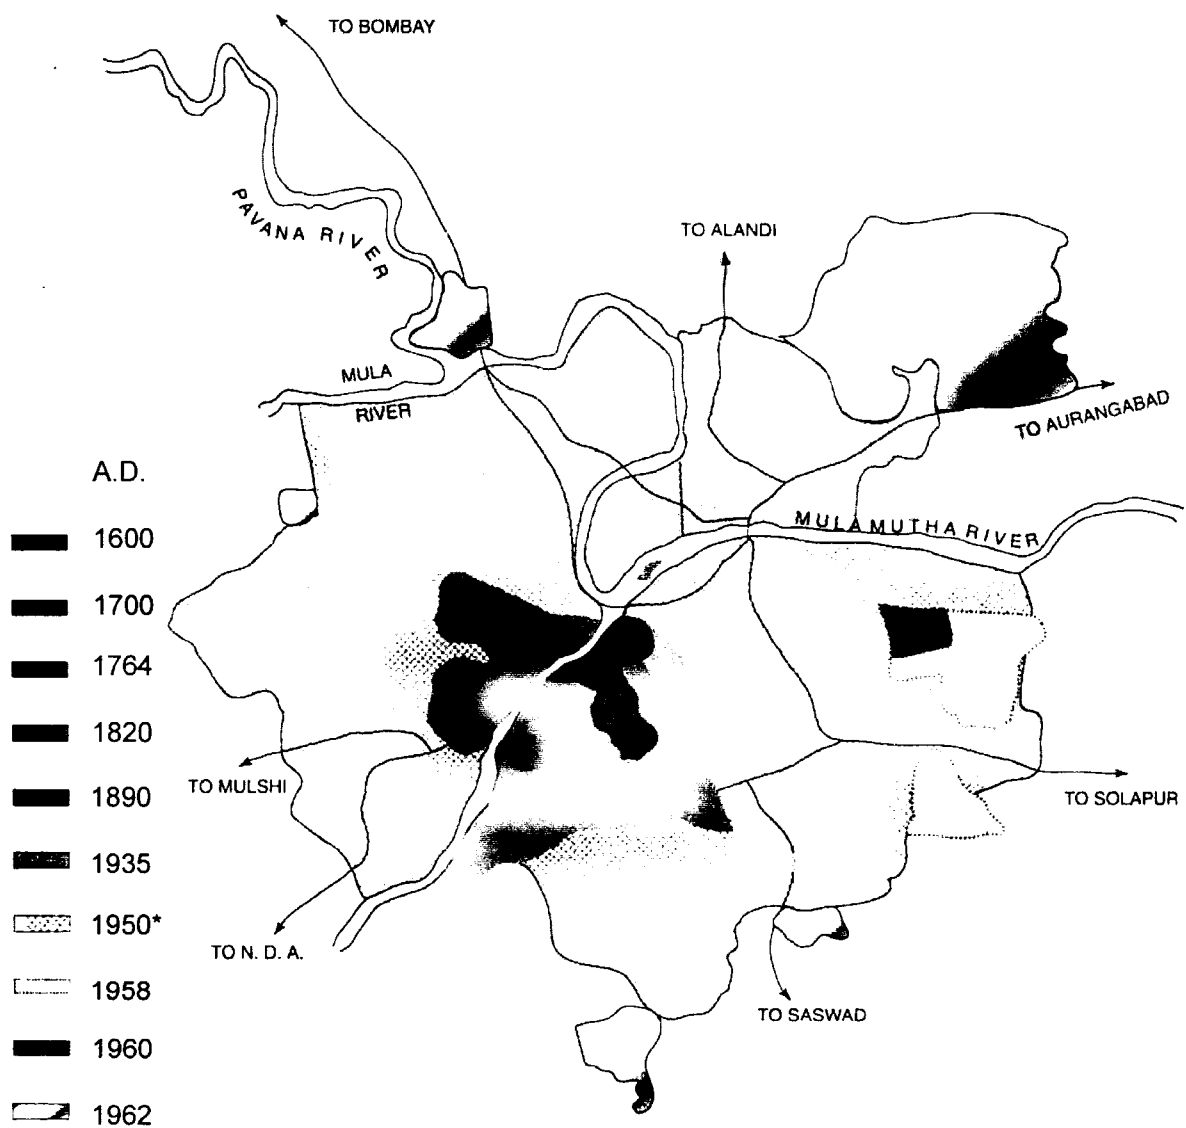 TO BOMBAY
PAVANA RIVER
TO ALANDI
MULA
RIVER
TO AURANGABAD
A.D.
MULA MUTHA RIVER
1600
1700
1764
TO MULSHI
1820
TO SOLAPUR
1890
1935
1950*
TO N. D. A.
1958
TO SASWAD
1960
1962